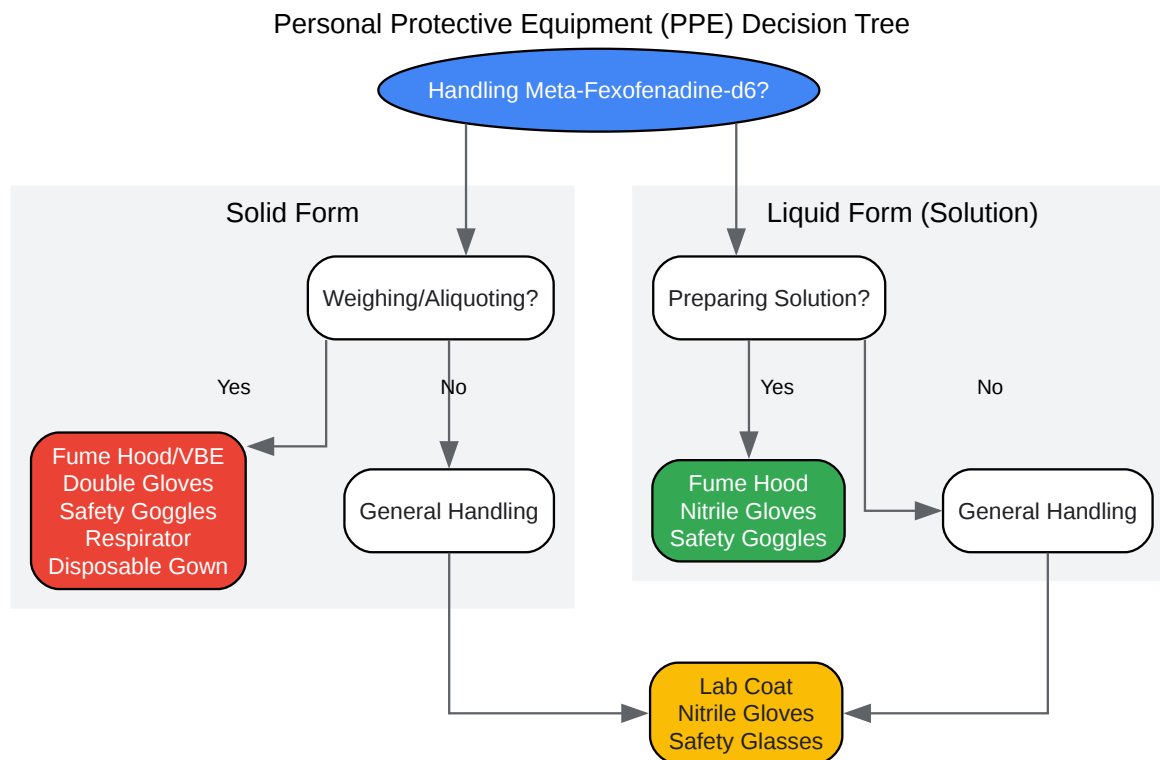 Personal Protective Equipment (PPE) Decision Tree
Handling Meta-Fexofenadine-d6?
Solid Form
Liquid Form (Solution)
Weighing/Aliquoting?
Preparing Solution?
Yes
No
Yes
No
Fume Hood/VBE
Double Gloves
Safety Goggles
Respirator
Disposable Gown
General Handling
Fume Hood
Nitrile Gloves
Safety Goggles
General Handling
Lab Coat
Nitrile Gloves
Safety Glasses